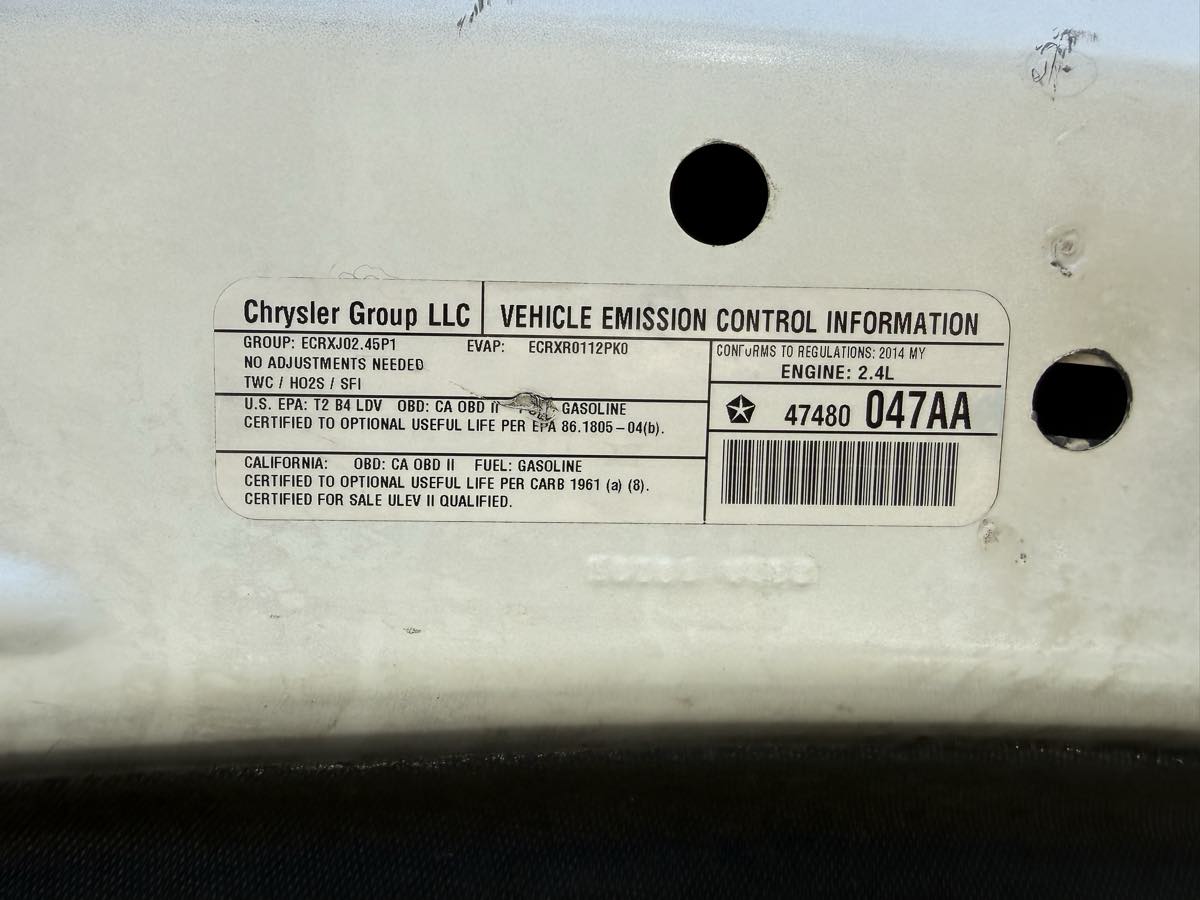 Chrysler Group LLC
VEHICLE EMISSION CONTROL INFORMATION
GROUP: ECRXJ02.45P1 EVAP: ECRXR0112PK0
NO ADJUSTMENTS NEEDED
TWC / HO2S / SFI
U.S. EPA: T2 B4 LDV OBD: CA OBD II GASOLINE
CERTIFIED TO OPTIONAL USEFUL LIFE PER EPA 86.1805-04(b).
CALIFORNIA: OBD: CA OBD II FUEL: GASOLINE
CERTIFIED TO OPTIONAL USEFUL LIFE PER CARB 1961 (a) (8).
CERTIFIED FOR SALE ULEV II QUALIFIED.
CONFORMS TO REGULATIONS: 2014 MY
ENGINE: 2.4L
47480 047AA